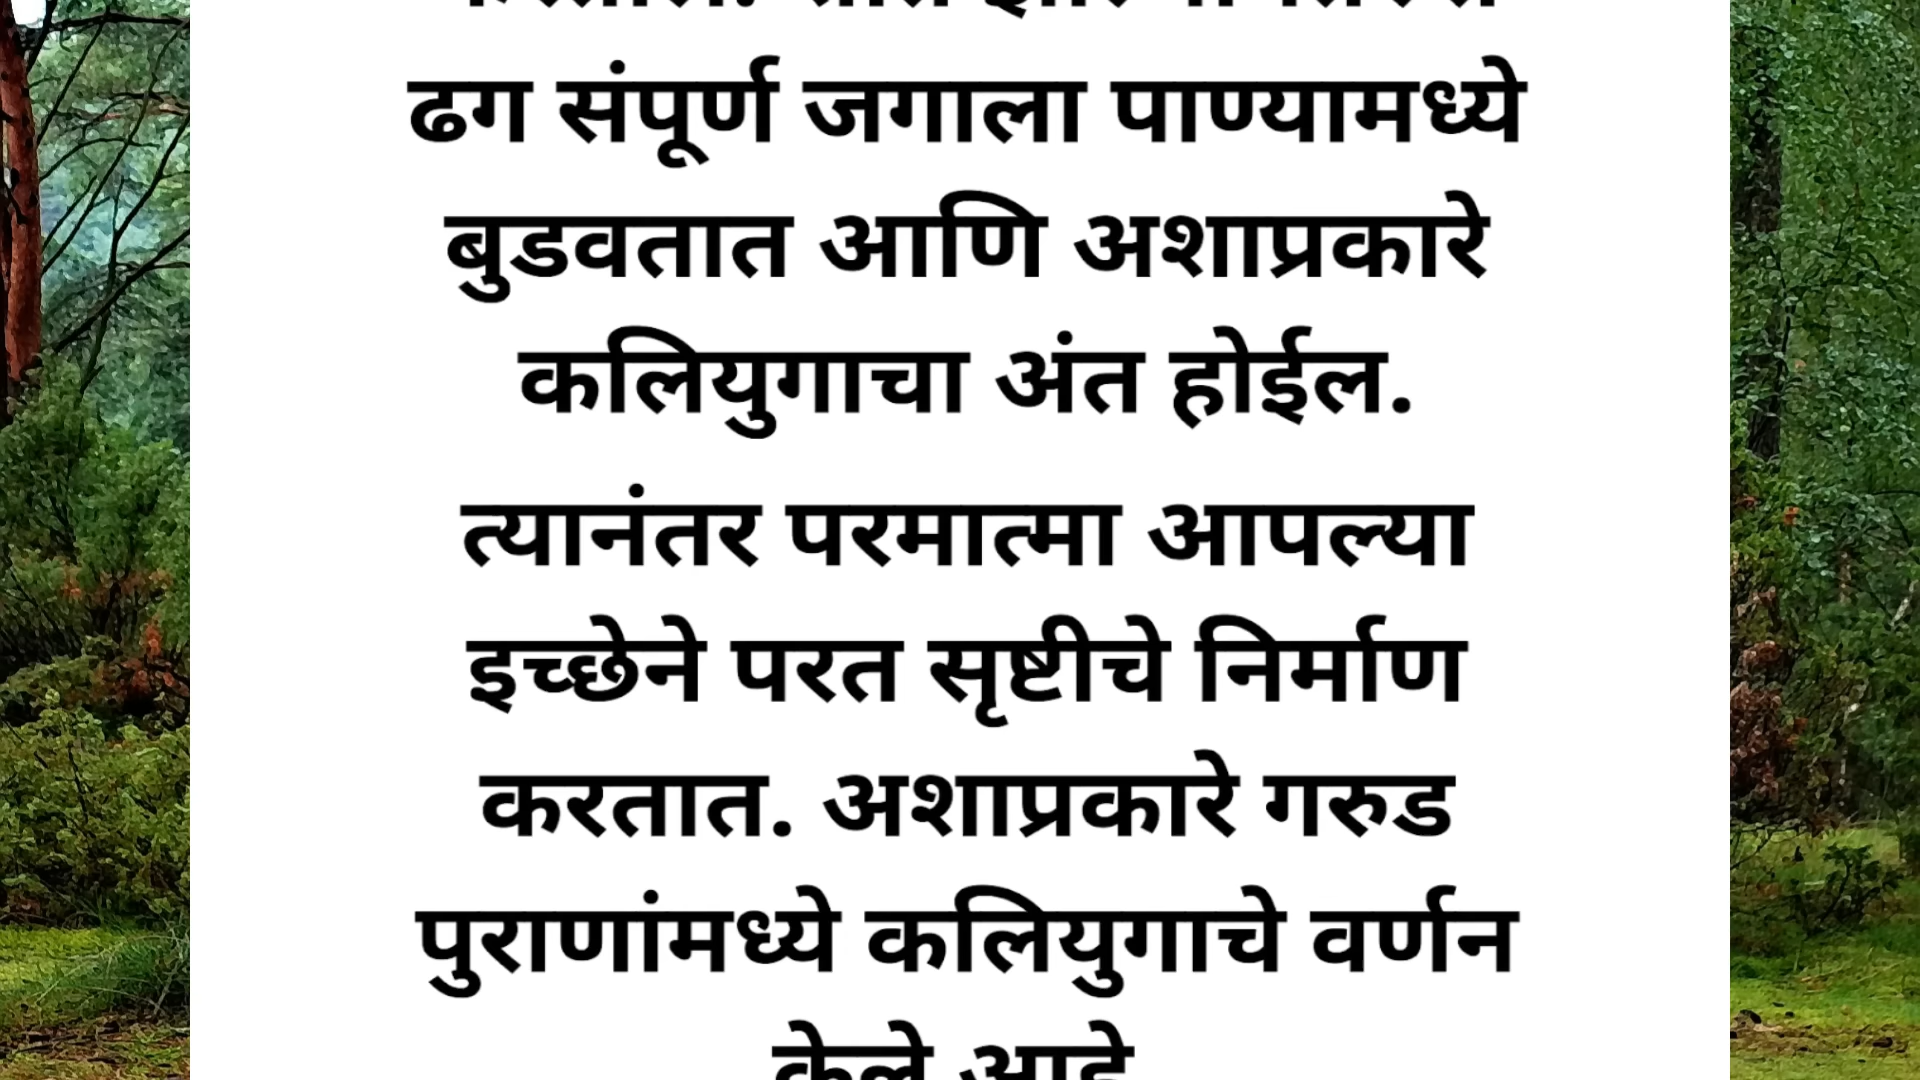 ढग संपूर्ण जगाला पाण्यामध्ये
बुडवतात आणि अशाप्रकारे
कलियुगाचा अंत होईल.
त्यानंतर परमात्मा आपल्या
इच्छेने परत सृष्टीचे निर्माण
करतात. अशाप्रकारे गरुड
पुराणांमध्ये कलियुगाचे वर्णन
केले आहे